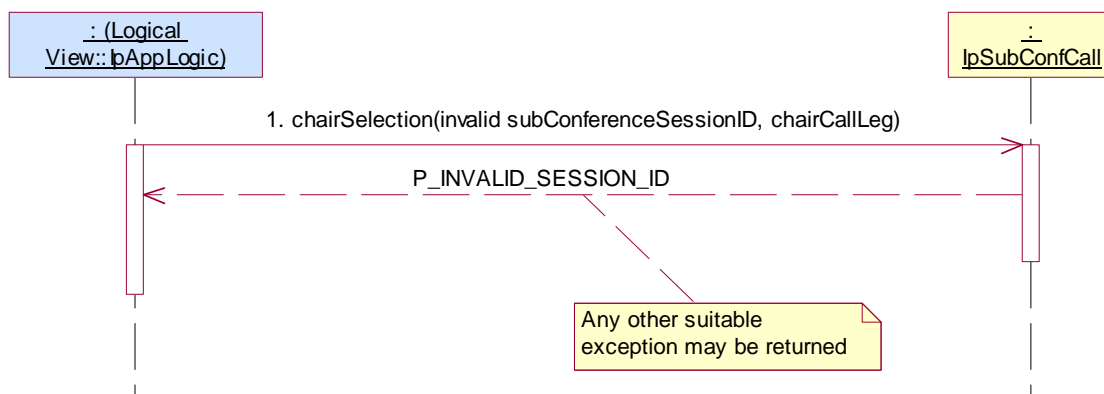 : (Logical
View::IpAppLogic)
:
IpSubConfCall
1. chairSelection(invalid subConferenceSessionID, chairCallLeg)
P_INVALID_SESSION_ID
Any other suitable
exception may be returned